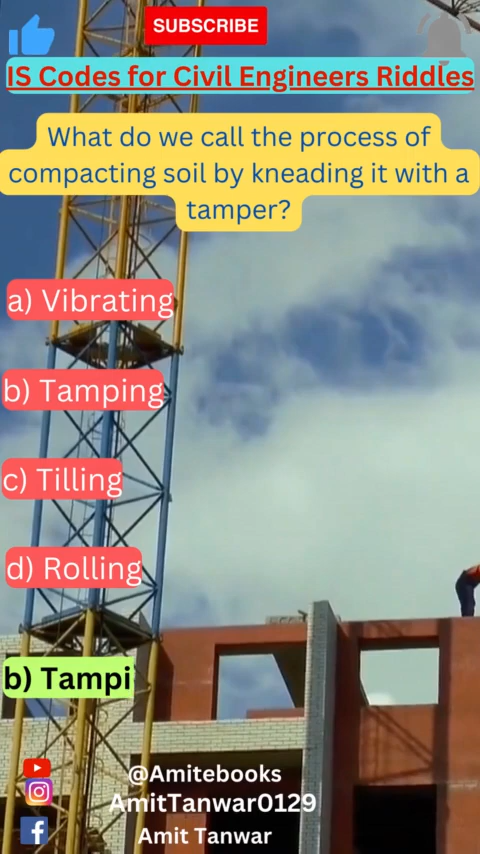 SUBSCRIBE
IS Codes for Civil Engineers Riddles
What do we call the process of
compacting soil by kneading it with a
tamper?
a) Vibrating
b) Tamping
c) Tilling
d) Rolling
b) Tampi
@Amitebooks
AmitTanwar0129
Amit Tanwar